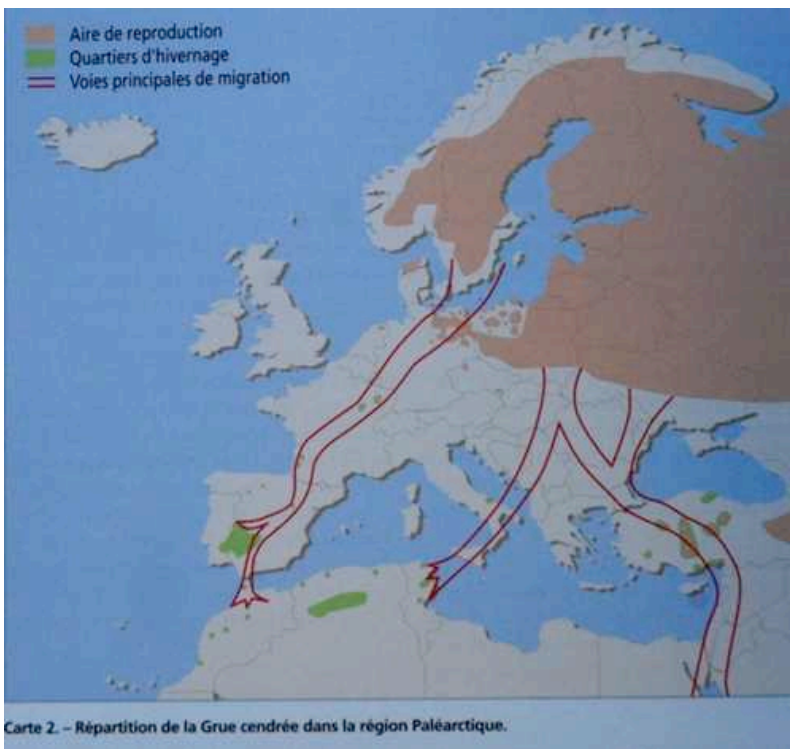 Aire de reproduction
Quartiers d'hivernage
Voies principales de migration
Carte 2. – Répartition de la Grue cendrée dans la région Paléarctique.